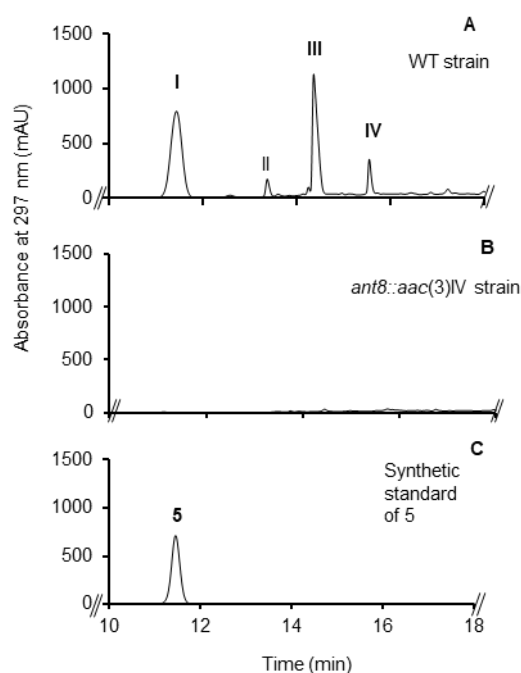 Absorbance at 297 nm (mAU)
A
WT strain
1500
1000
500
0
I
II
III
IV
B
ant8::aac(3)IV strain
1500
1000
500
0
C
Synthetic
standard
of 5
1500
1000
500
0
5
10 12 14 16 18
Time (min)